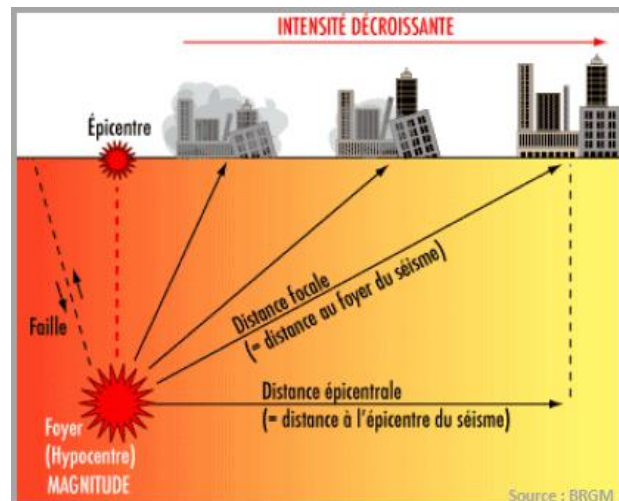 INTENSITÉ DÉCROISSANTE
Épicentre
Faille
Distance focale
(= distance au foyer du séisme)
Distance épicentrale
(= distance à l'épicentre du séisme)
Foyer
(Hypocentre)
MAGNITUDE
Source : BRGM